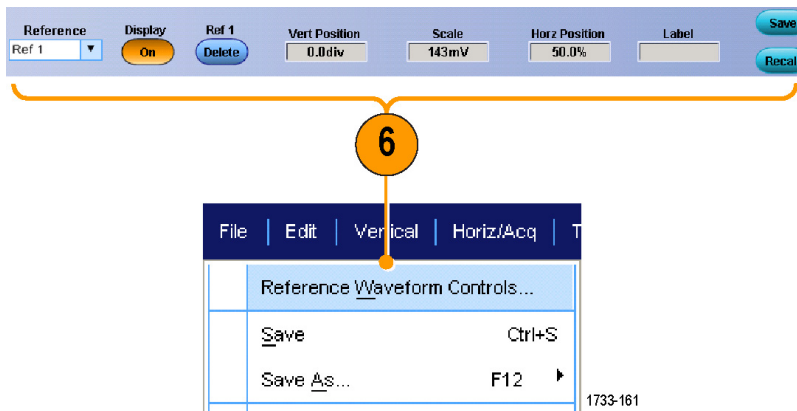 Reference Display Ref 1 Vert Position Scale Horz Position Label Save
Ref 1 On Delete 0.0div 143mV 50.0% Recal
6
File Edit Vertical Horiz/Acq T
Reference Waveform Controls...
Save Ctrl+S
Save As... F12
1733-161